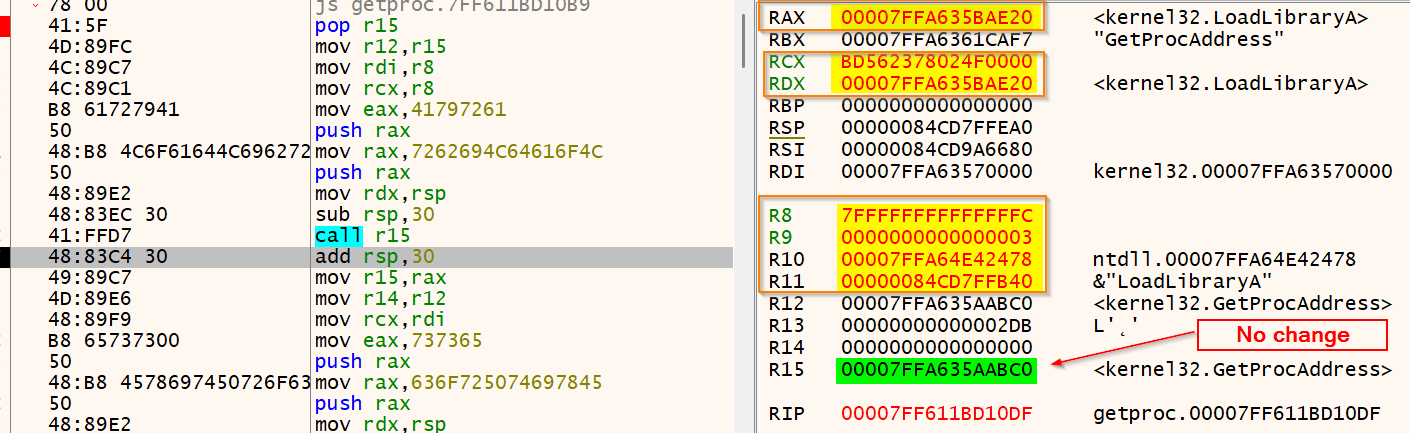 78 00 js getproc.7FF611BD10B9
41:5F pop r15
4D:89FC mov r12,r15
4C:89C7 mov rdi,r8
4C:89C1 mov rcx,r8
B8 61727941 mov eax,41797261
50 push rax
48:B8 4C6F61644C696272 mov rax,7262694C64616F4C
50 push rax
48:89E2 mov rdx,rsp
48:83EC 30 sub rsp,30
41:FFD7 call r15
48:83C4 30 add rsp,30
49:89C7 mov r15,rax
4D:89E6 mov r14,r12
48:89F9 mov rcx,rdi
B8 65737300 mov eax,737365
50 push rax
48:B8 4578697450726F63 mov rax,636F725074697845
50 push rax
48:89E2 mov rdx,rsp
RAX 00007FFA635BAE20 <kernel32.LoadLibraryA>
RBX 00007FFA6361CAF7 "GetProcAddress"
RCX BD562378024F0000
RDX 00007FFA635BAE20 <kernel32.LoadLibraryA>
RBP 0000000000000000
RSP 00000084CD7FFEA0
RSI 00000084CD9A6680
RDI 00007FFA63570000 kernel32.00007FFA63570000
R8 7FFFFFFFFFFFFFFC
R9 0000000000000003
R10 00007FFA64E42478 ntdll.00007FFA64E42478
R11 00000084CD7FFB40 &"LoadLibraryA"
R12 00007FFA635AABC0 <kernel32.GetProcAddress>
R13 00000000000002DB L'˛'
R14 0000000000000000
R15 00007FFA635AABC0 <kernel32.GetProcAddress>
No change
RIP 00007FF611BD10DF getproc.00007FF611BD10DF